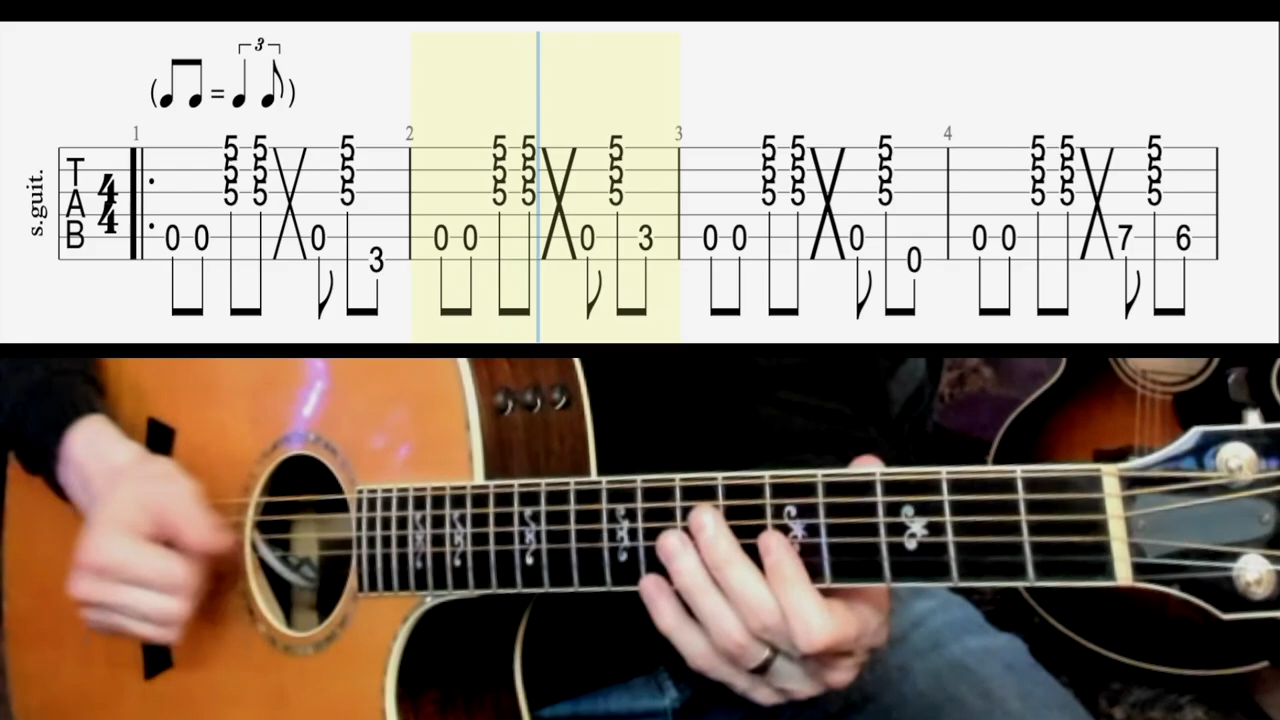 ( = 3 )
1 2 3 4
s.guit.
T 5 5 5 5 5 5 5 5 5 5 5 5
A 4 5 5 5 5 5 5 5 5 5 5 5 5
4 5 5 5 5 5 5 5 5 5 5 5 5
B 0 0 0 0 0 0 3 0 0 0 0 0 7 6
3 0